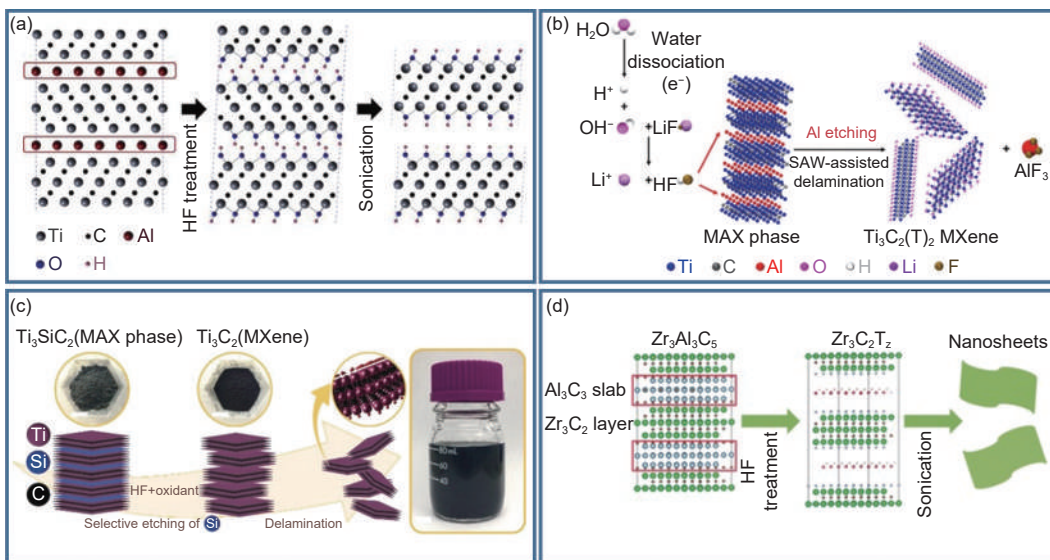 (a)
HF treatment
Sonication
Ti C Al
O H
(b)
H₂O
Water
dissociation
(e⁻)
H⁺
+
OH⁻ +LiF
Li⁺ +HF
Al etching
SAW-assisted
delamination
+
AlF₃
MAX phase
Ti₃C₂(T)₂ MXene
Ti C Al O H Li F
(c)
Ti₃SiC₂(MAX phase)
Ti₃C₂(MXene)
Ti
Si
C
HF+oxidant
Selective etching of Si
Delamination
80 mL
60
40
(d)
Zr₃Al₃C₅
Zr₃C₂T_z
Nanosheets
Al₃C₃ slab
Zr₃C₂ layer
HF
treatment
Sonication